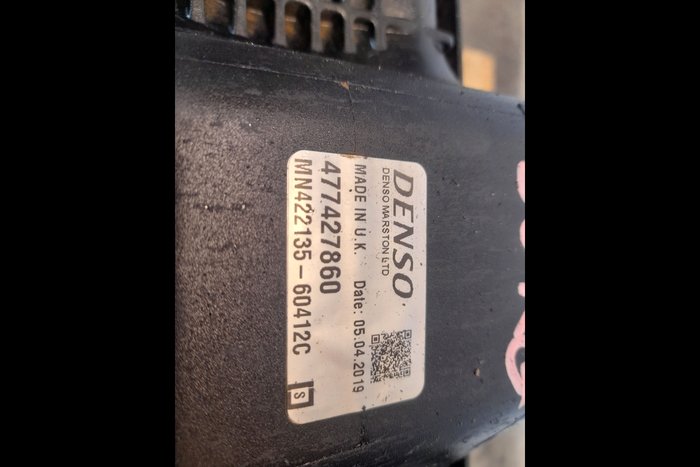 DENSO
DENSO MARSTON LTD
MADE IN U.K. Date: 05.04.2019
477427860
MN422135-60412C
S